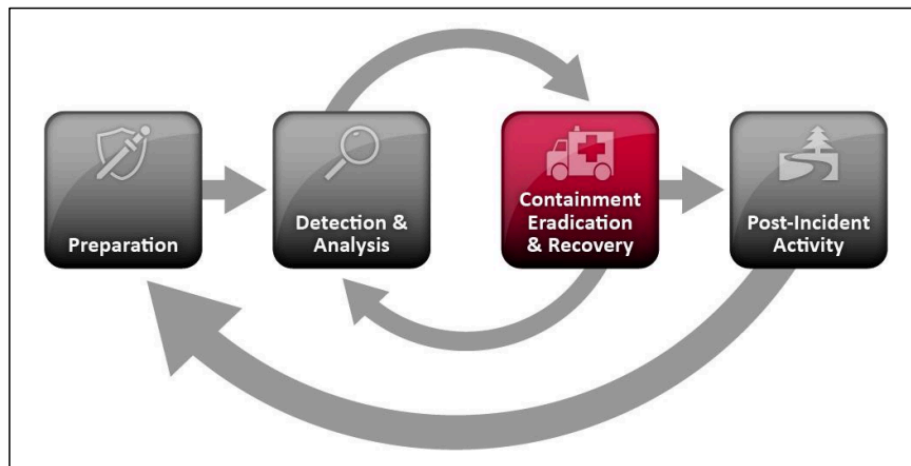 Preparation
Detection &
Analysis
Containment
Eradication
& Recovery
Post-Incident
Activity